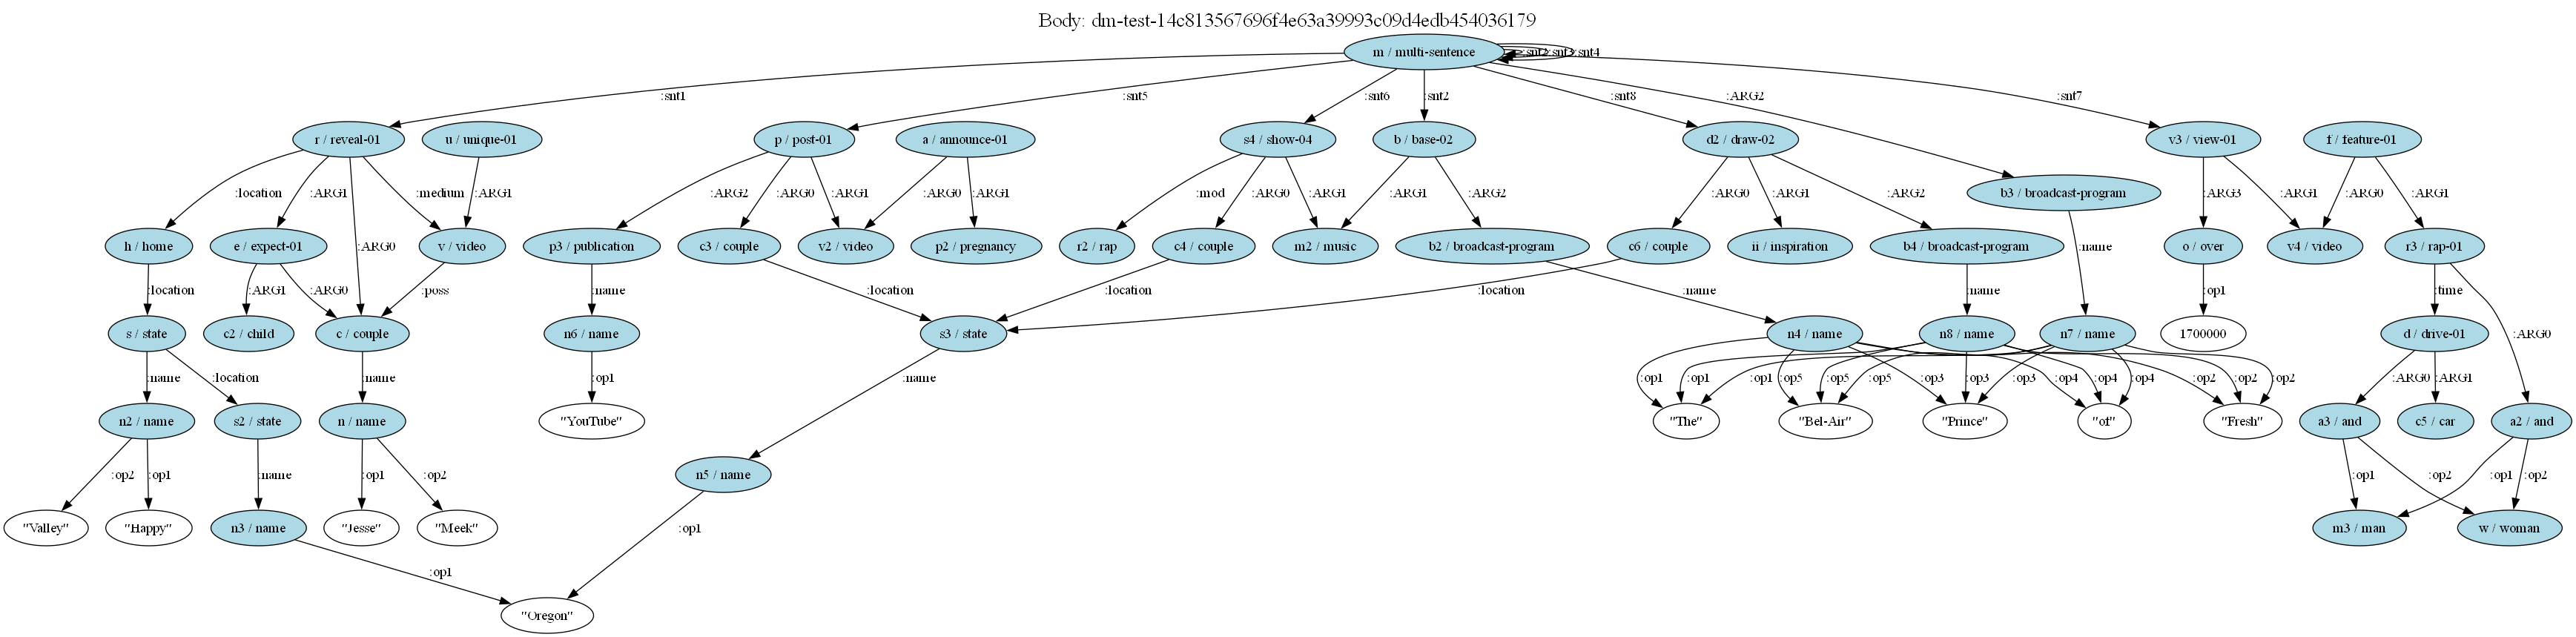 Body: dm-test-14c813567696f4e63a39993c09d4edb454036179
m / multi-sentence
:snt3
:snt4
:snt1
:snt5
:snt6
:snt2
:snt8
:ARG2
:snt7
r / reveal-01
u / unique-01
p / post-01
a / announce-01
s4 / show-04
b / base-02
d2 / draw-02
v3 / view-01
f / feature-01
:location
:ARG1
:ARG0
:medium
:ARG1
:ARG2
:ARG0
:ARG1
:ARG0
:ARG1
:mod
:ARG0
:ARG1
:ARG1
:ARG2
:ARG0
:ARG1
:ARG2
b3 / broadcast-program
:ARG3
:ARG1
:ARG0
:ARG1
h / home
e / expect-01
v / video
p3 / publication
c3 / couple
v2 / video
p2 / pregnancy
r2 / rap
c4 / couple
m2 / music
b2 / broadcast-program
c6 / couple
ii / inspiration
b4 / broadcast-program
:name
o / over
v4 / video
r3 / rap-01
:location
:ARG1
:ARG0
:poss
:name
:location
:location
:location
:name
:name
:op1
:time
:ARG0
s / state
c2 / child
c / couple
n6 / name
s3 / state
n4 / name
n8 / name
n7 / name
1700000
d / drive-01
:name
:location
:name
:op1
:name
:op1
:op1
:op1
:op5
:op5
:op5
:op3
:op3
:op3
:op4
:op4
:op4
:op2
:op2
:op2
:ARG0
:ARG1
n2 / name
s2 / state
n / name
"YouTube"
"The"
"Bel-Air"
"Prince"
"of"
"Fresh"
a3 / and
c5 / car
a2 / and
:op2
:op1
:name
:op1
:op2
n5 / name
:op1
:op2
:op1
:op2
"Valley"
"Happy"
n3 / name
"Jesse"
"Meek"
:op1
m3 / man
w / woman
:op1
"Oregon"